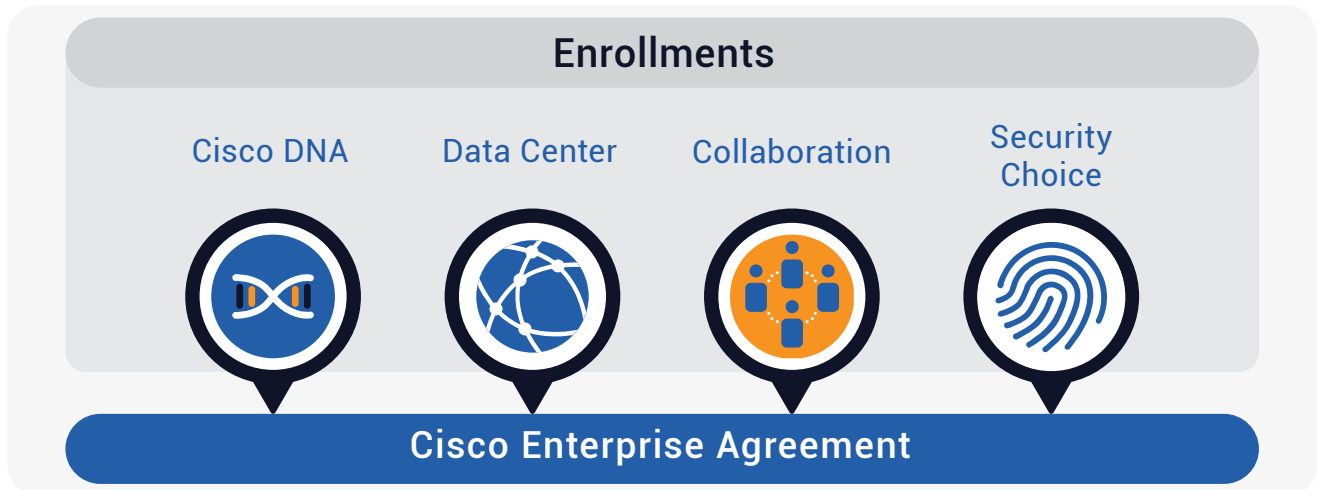 Enrollments
Cisco DNA
Data Center
Collaboration
Security
Choice
Cisco Enterprise Agreement